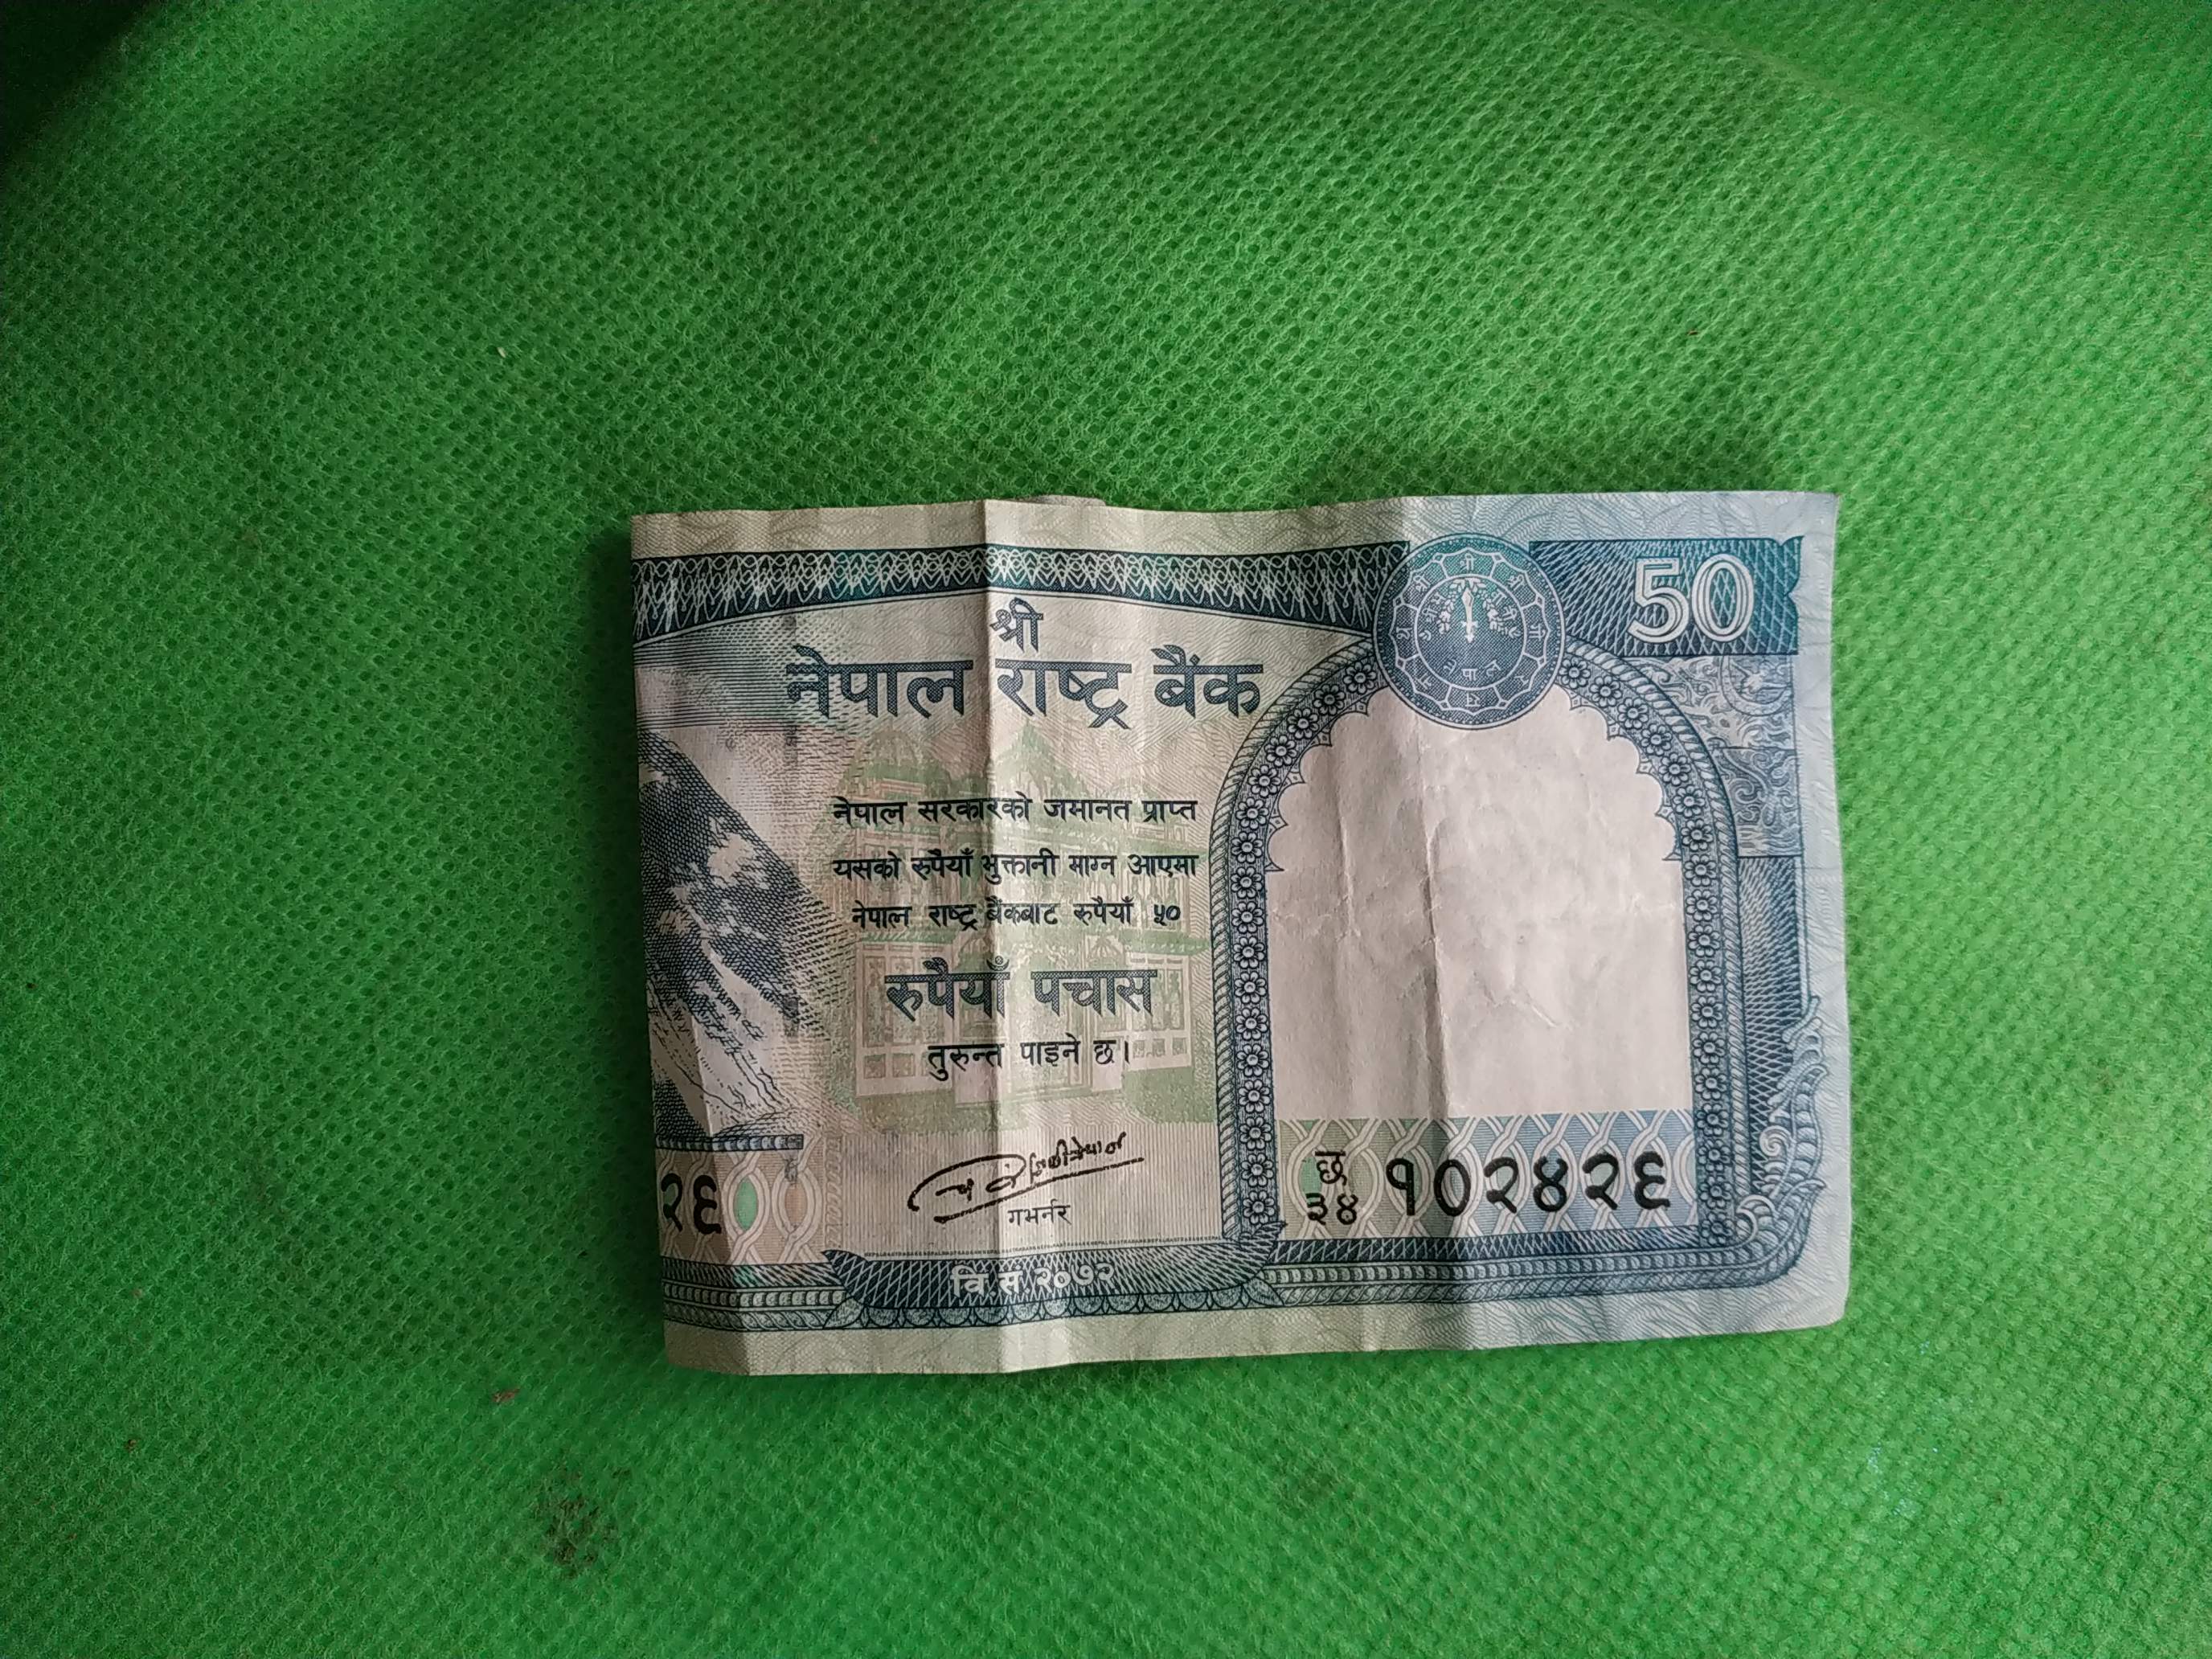 50
श्री
नेपाल राष्ट्र बैंक
नेपाल सरकारको जमानत प्राप्त
यसको रुपैयाँ भुक्तानी माग्न आएमा
नेपाल राष्ट्र बैंकबाट रुपैयाँ ५०
रुपैयाँ पचास
तुरुन्त पाइने छ।
गभर्नर
२६
छ
३४ १०२४२६
वि.सं.२०७२